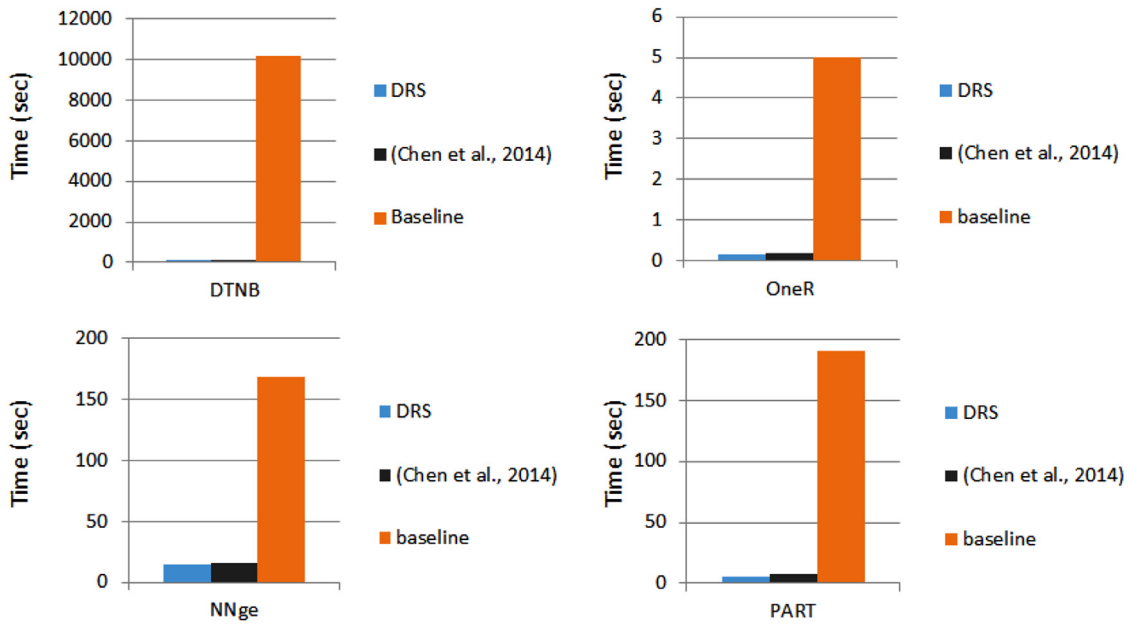 Time (sec)
12000
10000
8000
6000
4000
2000
0
DTNB
DRS
(Chen et al., 2014)
Baseline
Time (sec)
6
5
4
3
2
1
0
OneR
DRS
(Chen et al., 2014)
baseline
Time (sec)
200
150
100
50
0
NNge
DRS
(Chen et al., 2014)
baseline
Time (sec)
200
150
100
50
0
PART
DRS
(Chen et al., 2014)
baseline